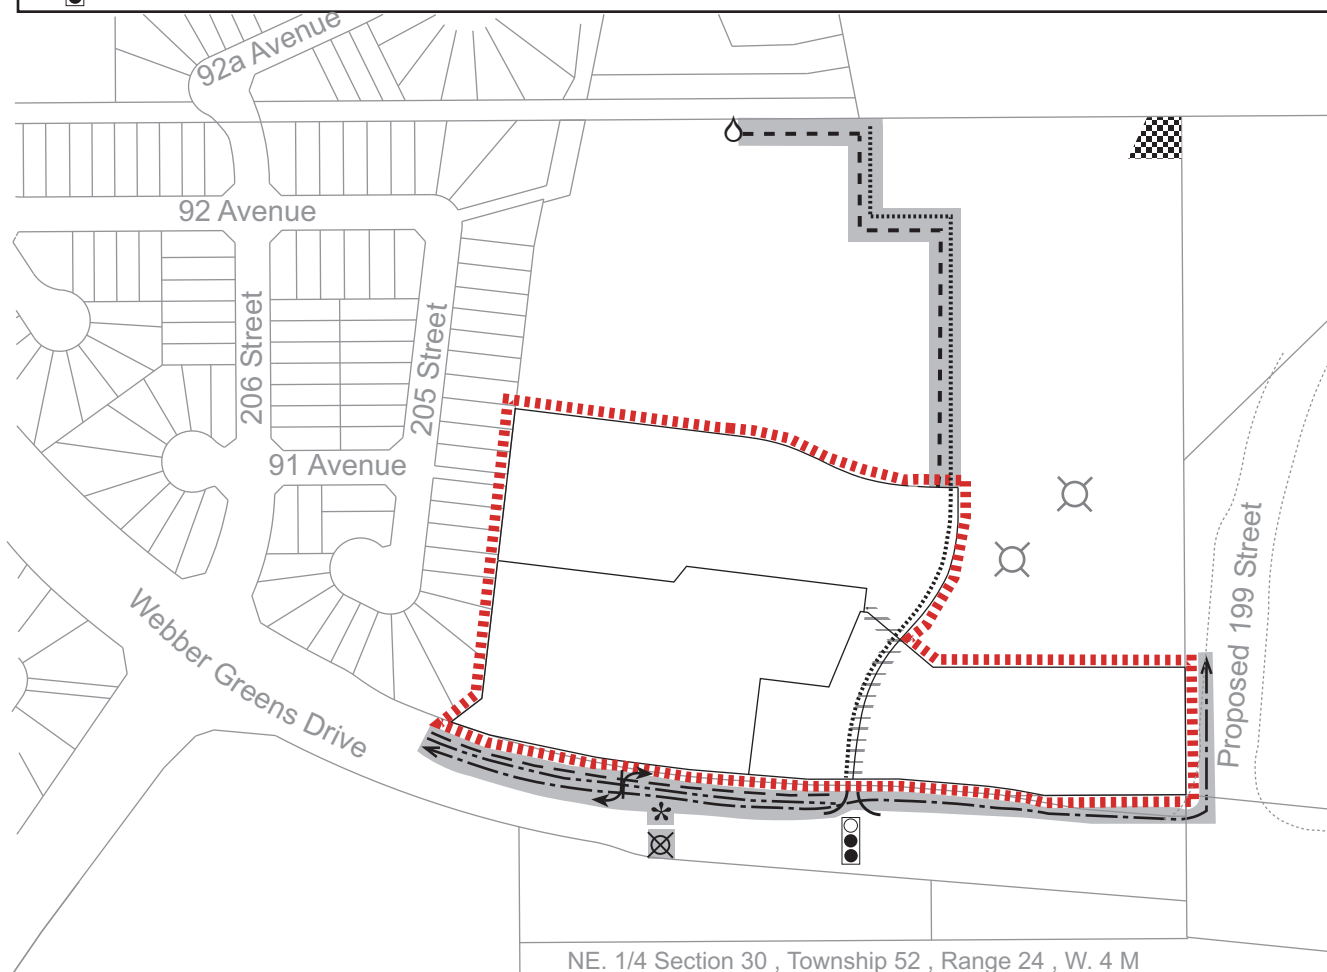 92a Avenue
92 Avenue
206 Street
205 Street
91 Avenue
Webber Greens Drive
Proposed 199 Street
NE. 1/4 Section 30 , Township 52 , Range 24 , W. 4 M